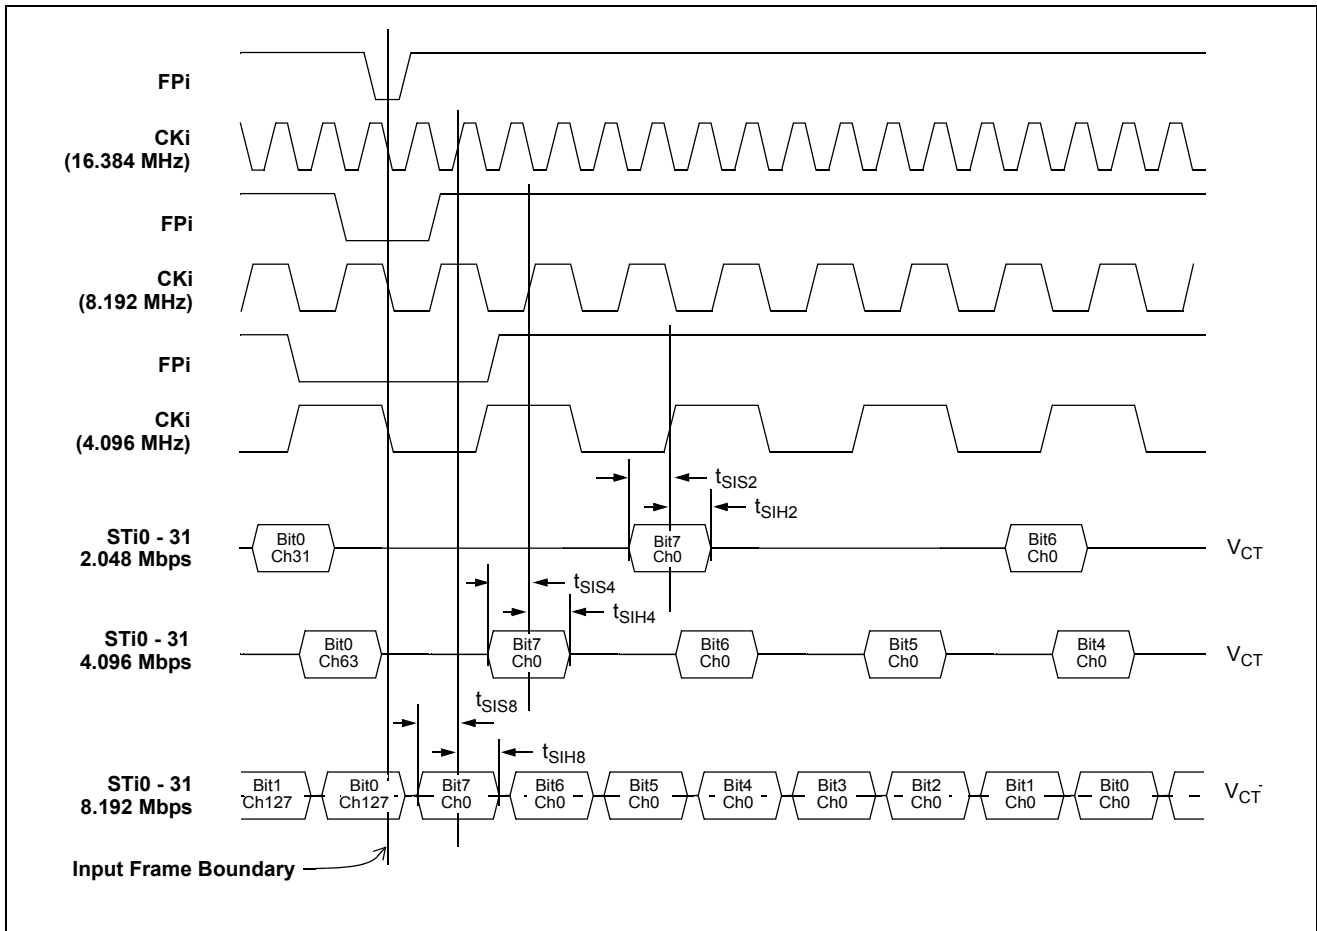 FPi
CKi
(16.384 MHz)
FPi
CKi
(8.192 MHz)
FPi
CKi
(4.096 MHz)
tSIS2
tSIH2
STi0 - 31
2.048 Mbps
Bit0
Ch31
Bit7
Ch0
Bit6
Ch0
VCT
tSIS4
tSIH4
STi0 - 31
4.096 Mbps
Bit0
Ch63
Bit7
Ch0
Bit6
Ch0
Bit5
Ch0
Bit4
Ch0
VCT
tSIS8
tSIH8
STi0 - 31
8.192 Mbps
Bit1
Ch127
Bit0
Ch127
Bit7
Ch0
Bit6
Ch0
Bit5
Ch0
Bit4
Ch0
Bit3
Ch0
Bit2
Ch0
Bit1
Ch0
Bit0
Ch0
VCT
Input Frame Boundary